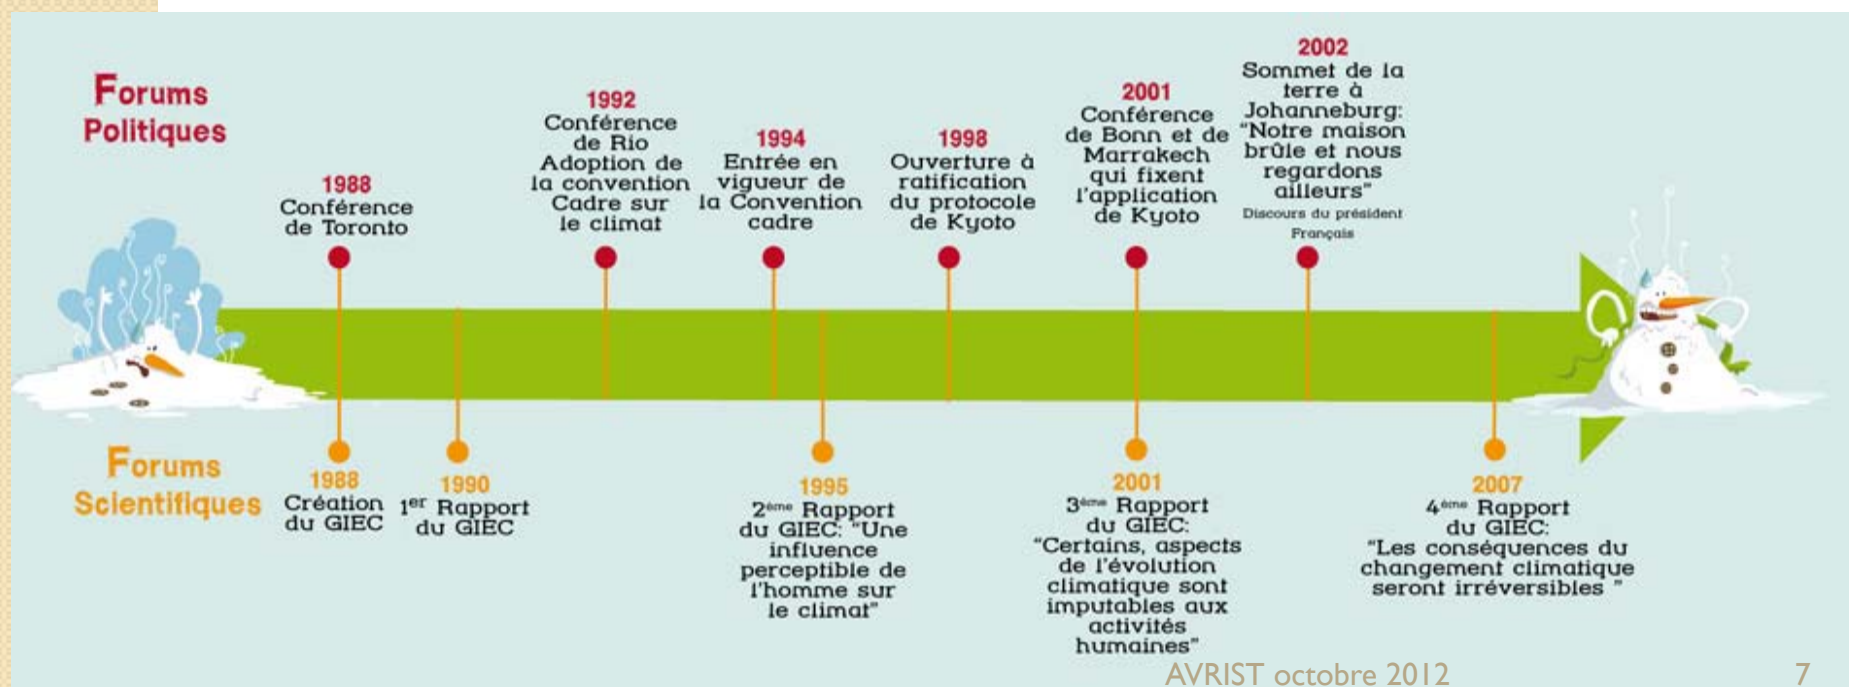 Forums
Politiques
1988
Conférence
de Toronto
1992
Conférence
de Rio
Adoption de
la convention
Cadre sur
le climat
1994
Entrée en
vigueur de
la Convention
cadre
1998
Ouverture à
ratification
du protocole
de Kyoto
2001
Conférence
de Bonn et de
Marrakech
qui fixent
l'application
de Kyoto
2002
Sommet de la
terre à
Johanneburg:
"Notre maison
brûle et nous
regardons
ailleurs"
Discours du président
Français
Forums
Scientifiques
1988
Création
du GIEC
1990
1er Rapport
du GIEC
1995
2ème Rapport
du GIEC: "Une
influence
perceptible de
l'homme sur
le climat"
2001
3ème Rapport
du GIEC:
"Certains, aspects
de l'évolution
climatique sont
imputables aux
activités
humaines"
2007
4ème Rapport
du GIEC:
"Les conséquences du
changement climatique
seront irréversibles "
AVRIST octobre 2012
7